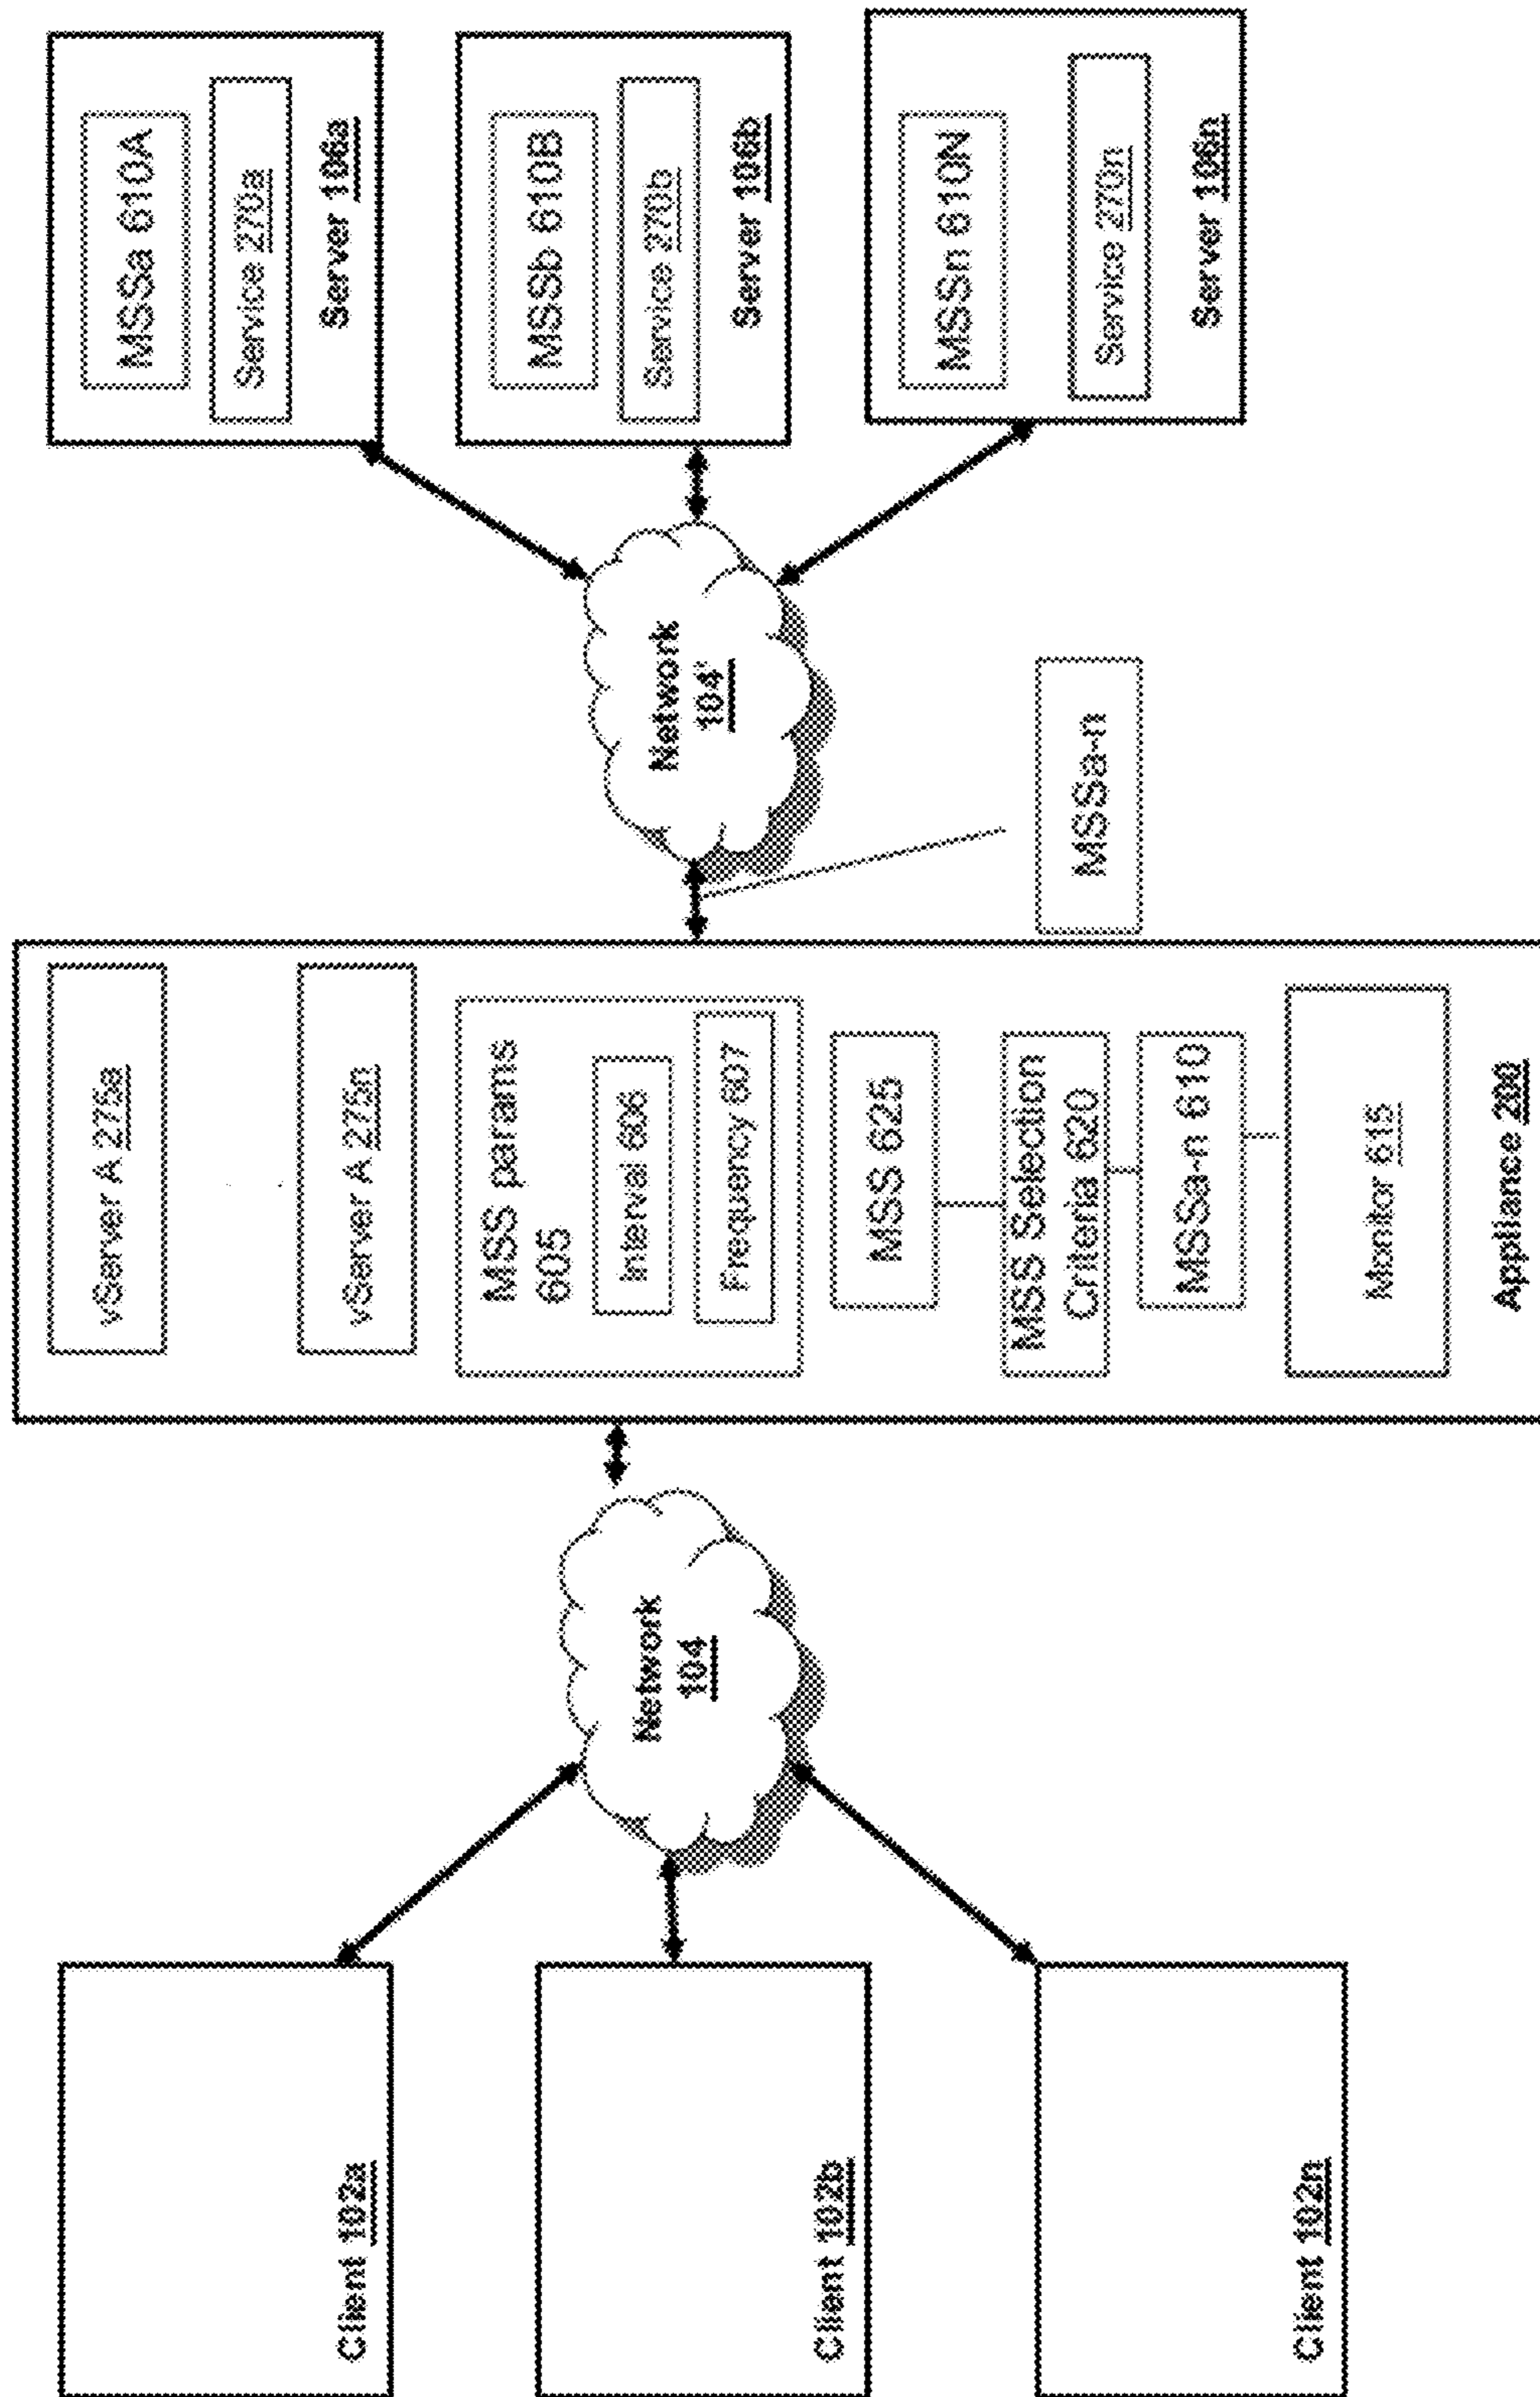 Client 102a
Client 102b
Client 102n
Network
104
vServer A 275a
vServer A 275n
MSS params
605
Interval 606
Frequency 607
MSS 625
MSS Selection
Criteria 620
MSSa-n 610
Monitor 615
Appliance 200
MSSa-n
Network
104'
MSSa 610A
Service 270a
Server 106a
MSSb 610B
Service 270b
Server 106b
MSSn 610N
Service 270n
Server 106n